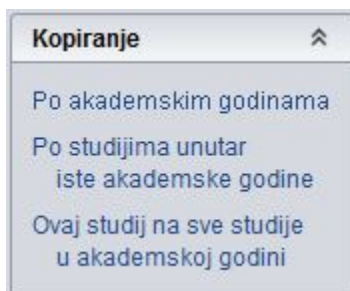 Kopiranje
Po akademskim godinama
Po studijima unutar
iste akademske godine
Ovaj studij na sve studije
u akademskoj godini